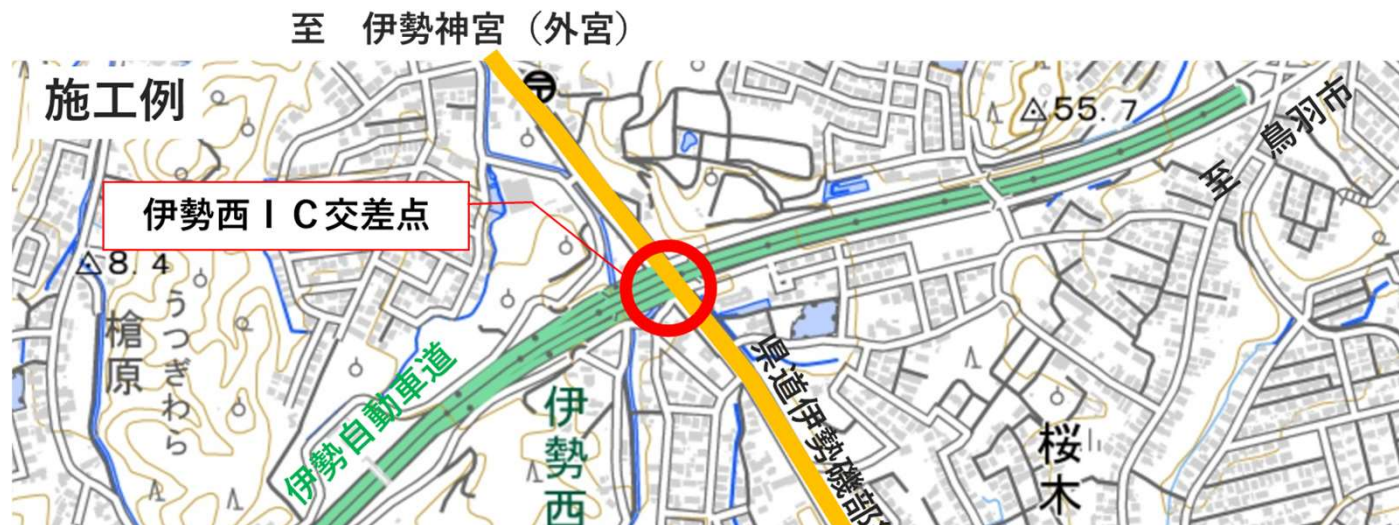 至　伊勢神宮（外宮）
施工例
伊勢西ＩＣ交差点
55.7
至　鳥羽市
8.4
うつぎわら
檜原
伊勢自動車道
伊勢西
県道伊勢磯部
桜木